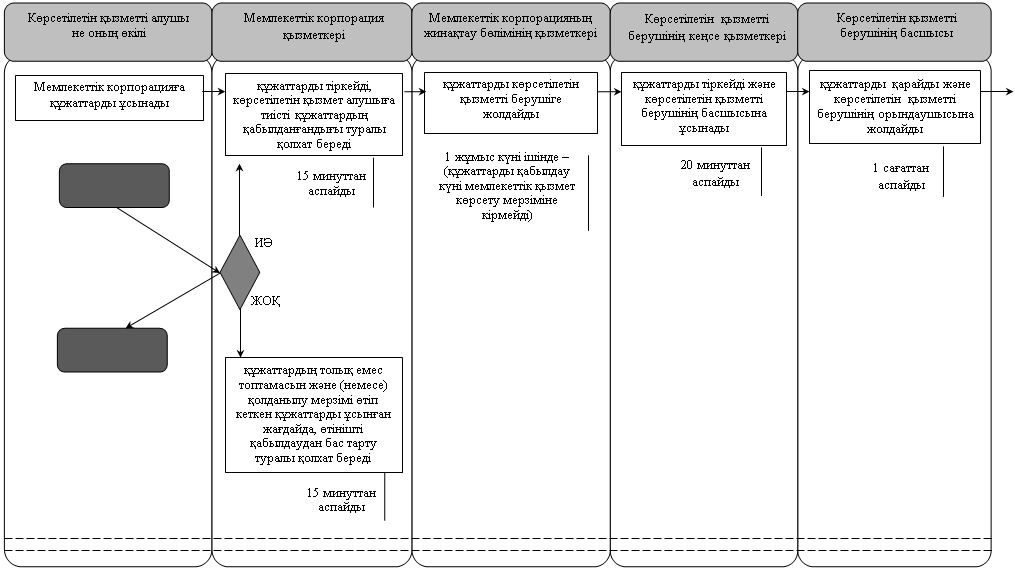 Көрсетілетін қызметті алушы
не оның өкілі
Мемлекеттік корпорация
қызметкері
Мемлекеттік корпорацияның
жинақтау бөлімінің қызметкері
Көрсетілетін қызметті
берушінің кеңсе қызметкері
Көрсетілетін қызметті
берушінің басшысы
Мемлекеттік корпорацияға
құжаттарды ұсынады
құжаттарды тіркейді,
көрсетілетін қызмет алушыға
тиісті құжаттардың
қабылданғандығы туралы
қолхат береді
15 минуттан
аспайды
құжаттарды көрсетілетін
қызметті берушіге
жолдайды
1 жұмыс күні ішінде –
(құжаттарды қабылдау
күні мемлекеттік қызмет
көрсету мерзіміне
кірмейді)
құжаттарды тіркейді және
көрсетілетін қызметті
берушінің басшысына
ұсынады
20 минуттан
аспайды
құжаттарды қарайды және
көрсетілетін қызметті
берушінің орындаушысына
жолдайды
1 сағаттан
аспайды
ИӘ
ЖОҚ
құжаттардың толық емес
топтамасын және (немесе)
қолданылу мерзімі өтіп
кеткен құжаттарды ұсынған
жағдайда, өтінішті
қабылдаудан бас тарту
туралы қолхат береді
15 минуттан
аспайды